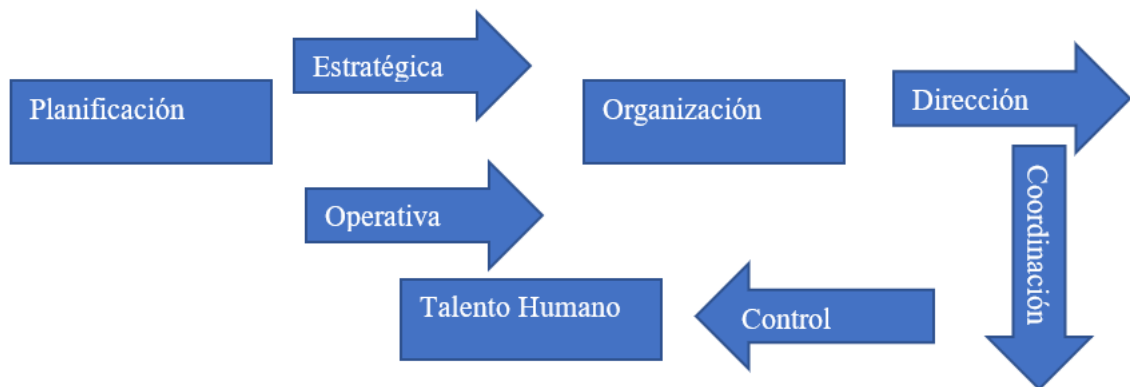 Planificación
Estratégica
Operativa
Organización
Dirección
Coordinación
Control
Talento Humano